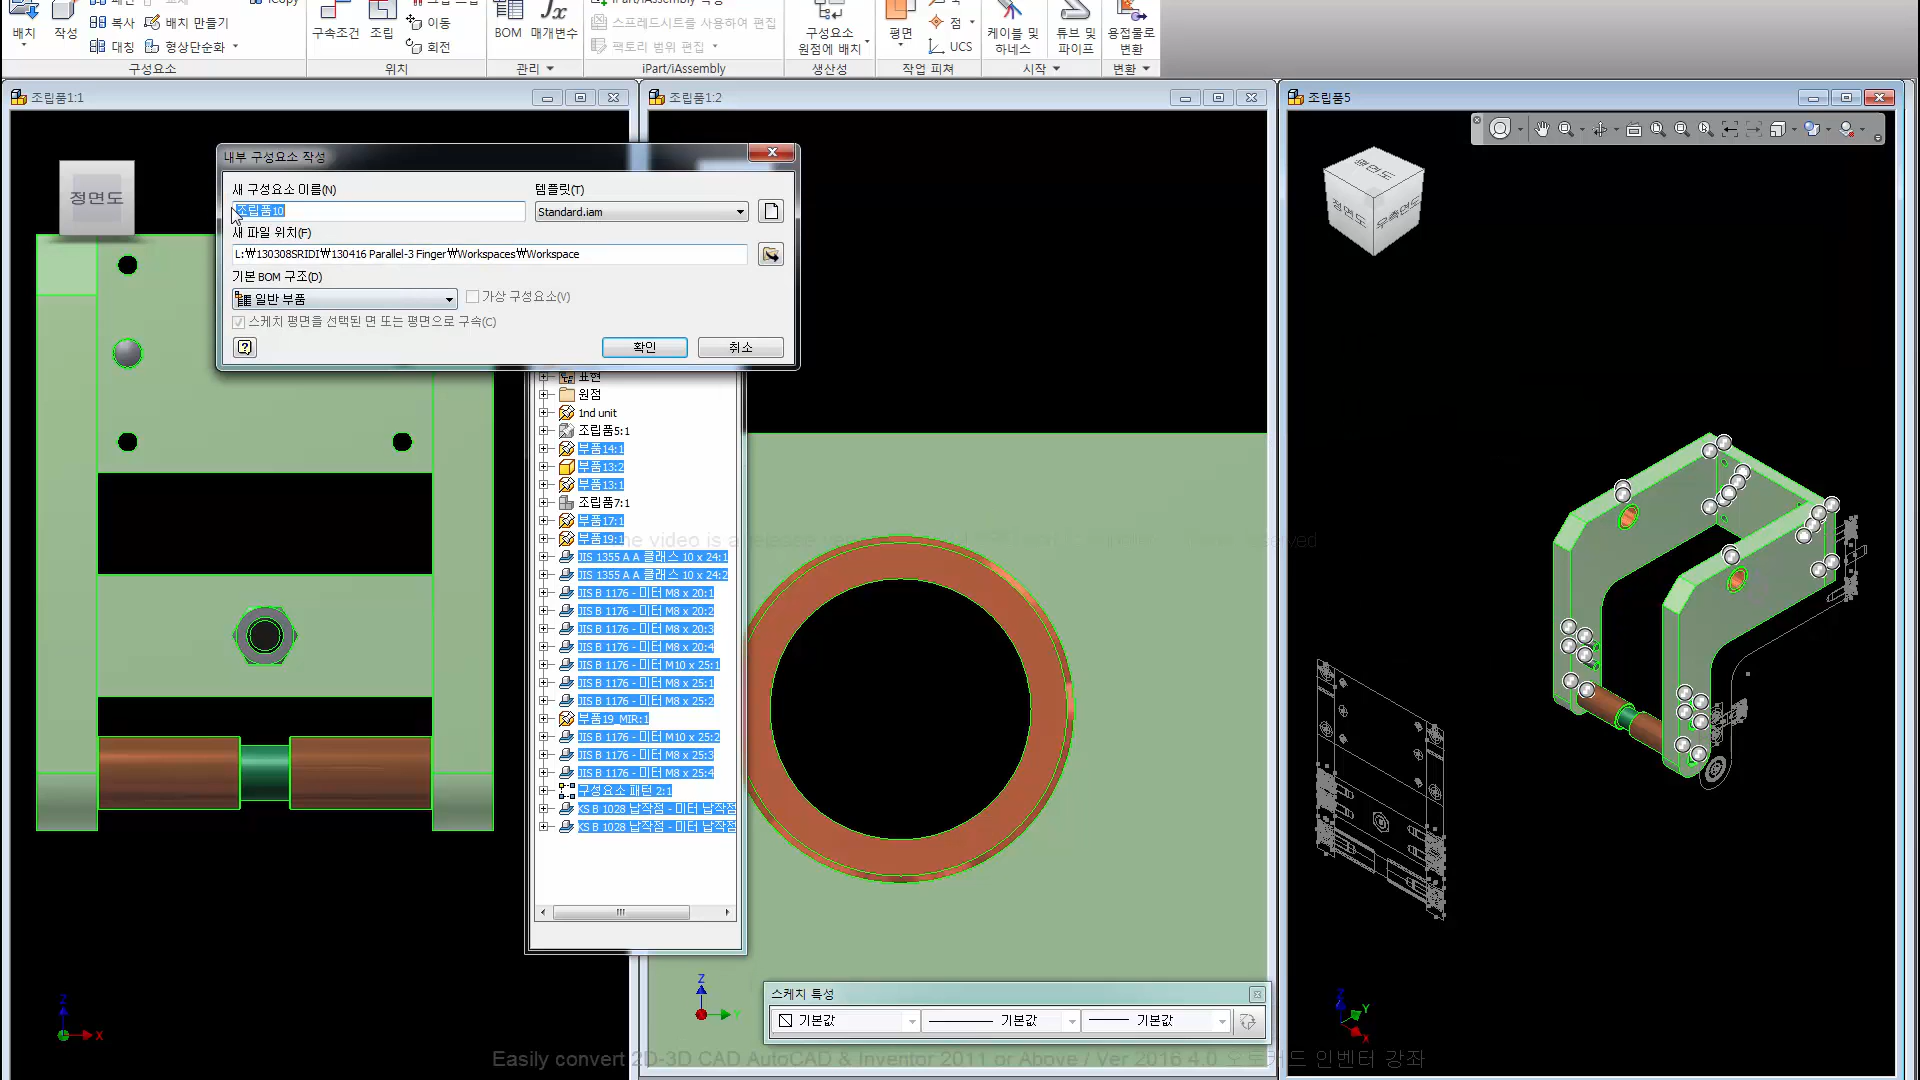 배치
작성
복사
대칭
배치 만들기
형상단순화
구성요소
구속조건
조립
이동
회전
위치
BOM
매개변수
관리
스프레드시트를 사용하여 편집
팩토리 범위 편집
iPart/iAssembly
구성요소
원점에 배치
생산성
평면
점
UCS
작업 피쳐
케이블 및
하네스
튜브 및
파이프
시작
용접물로
변환
변환
조립품1:1
조립품1:2
조립품5
정면도
내부 구성요소 작성
새 구성요소 이름(N)
템플릿(T)
조립품10
Standard.iam
새 파일 위치(F)
L:₩130308SRIDI₩130416 Parallel-3 Finger₩Workspaces₩Workspace
기본 BOM 구조(D)
일반 부품
가상 구성요소(V)
스케치 평면을 선택된 면 또는 평면으로 구속(C)
확인
취소
표현
원점
1nd unit
조립품5:1
부품14:1
부품13:2
부품13:1
조립품7:1
부품17:1
부품19:1
JIS 1355 A A 클래스 10 x 24:1
JIS 1355 A A 클래스 10 x 24:2
JIS B 1176 - 미터 M8 x 20:1
JIS B 1176 - 미터 M8 x 20:2
JIS B 1176 - 미터 M8 x 20:3
JIS B 1176 - 미터 M8 x 20:4
JIS B 1176 - 미터 M10 x 25:1
JIS B 1176 - 미터 M8 x 25:1
JIS B 1176 - 미터 M8 x 25:2
부품19_MIR:1
JIS B 1176 - 미터 M10 x 25:2
JIS B 1176 - 미터 M8 x 25:3
JIS B 1176 - 미터 M8 x 25:4
구성요소 패턴 2:1
KS B 1028 납작점 - 미터 납작점
KS B 1028 납작점 - 미터 납작점
평면도
정면도
우측면도
스케치 특성
기본값
기본값
기본값
Z
X
Z
Y
Z
Y
X
Easily convert 2D-3D CAD AutoCAD & Inventor 2011 or Above / Ver 2016 4.0 오토캐드 인벤터 강좌